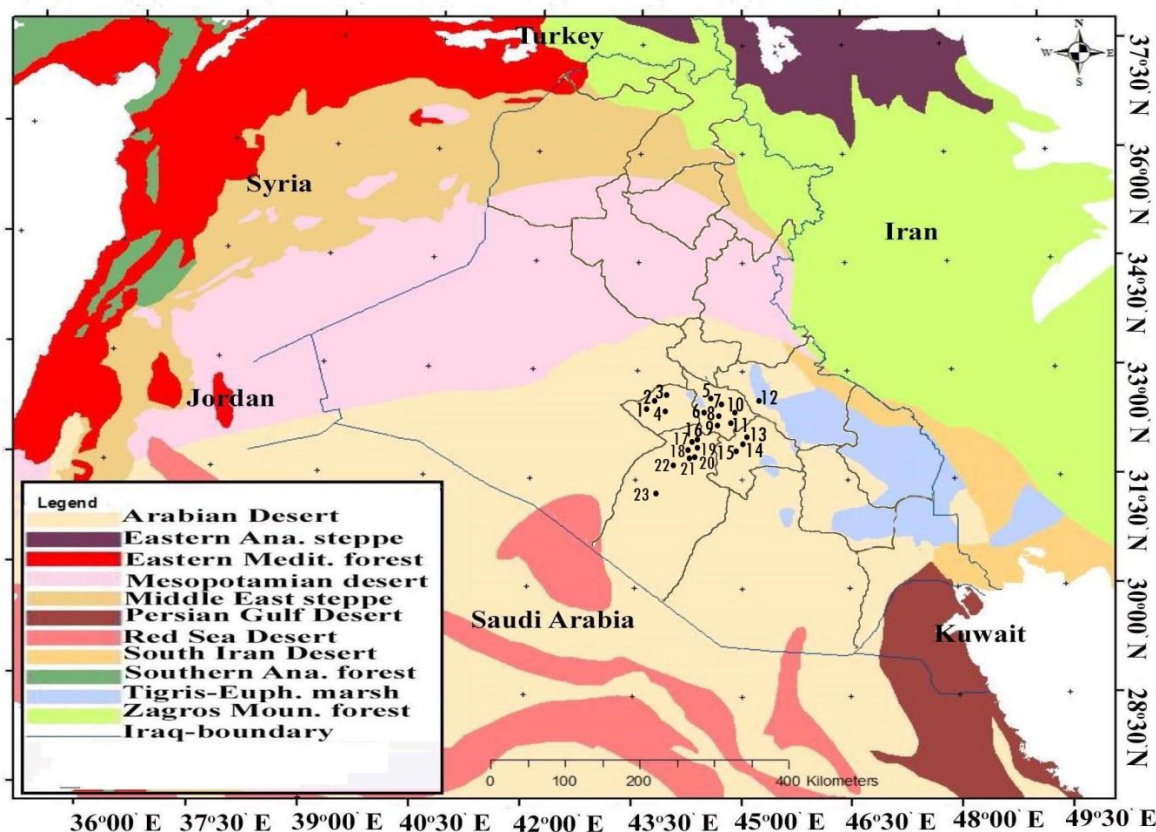 Turkey
N
W E
S
37°30' N
36°00' N
34°30' N
33°00' N
31°30' N
30°00' N
28°30' N
Syria
Iran
Jordan
Saudi Arabia
Kuwait
1 2 3 4 5 6 7 8 9 10 11 12
13 14 15 16 17 18 19 20 21 22 23
Legend
Arabian Desert
Eastern Ana. steppe
Eastern Medit. forest
Mesopotamian desert
Middle East steppe
Persian Gulf Desert
Red Sea Desert
South Iran Desert
Southern Ana. forest
Tigris-Euph. marsh
Zagros Moun. forest
Iraq-boundary
0 100 200 400 Kilometers
36°00' E 37°30' E 39°00' E 40°30' E 42°00' E 43°30' E 45°00' E 46°30' E 48°00' E 49°30' E